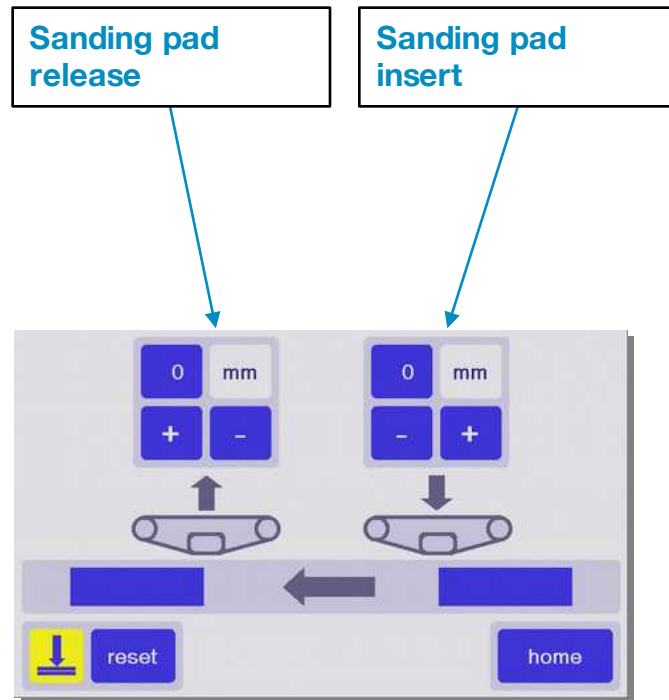 Sanding pad
release
Sanding pad
insert
0 mm
+ -
0 mm
- +
reset
home